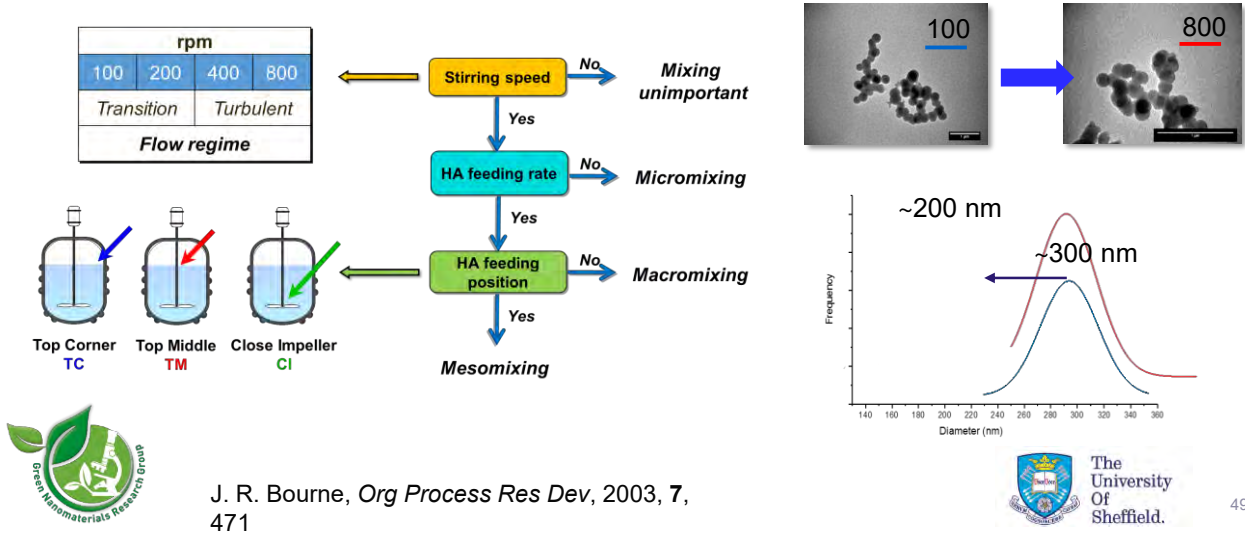 rpm
100 200 400 800
Transition Turbulent
Flow regime
Stirring speed
No
Mixing
unimportant
Yes
HA feeding rate
No
Micromixing
Yes
HA feeding
position
No
Macromixing
Yes
Mesomixing
Top Corner
TC
Top Middle
TM
Close Impeller
CI
100
800
~200 nm
~300 nm
Frequency
140 160 180 200 220 240 260 280 300 320 340 360
Diameter (nm)
Green Nanomaterials Research Group
J. R. Bourne, Org Process Res Dev, 2003, 7,
471
The
University
Of
Sheffield.
49